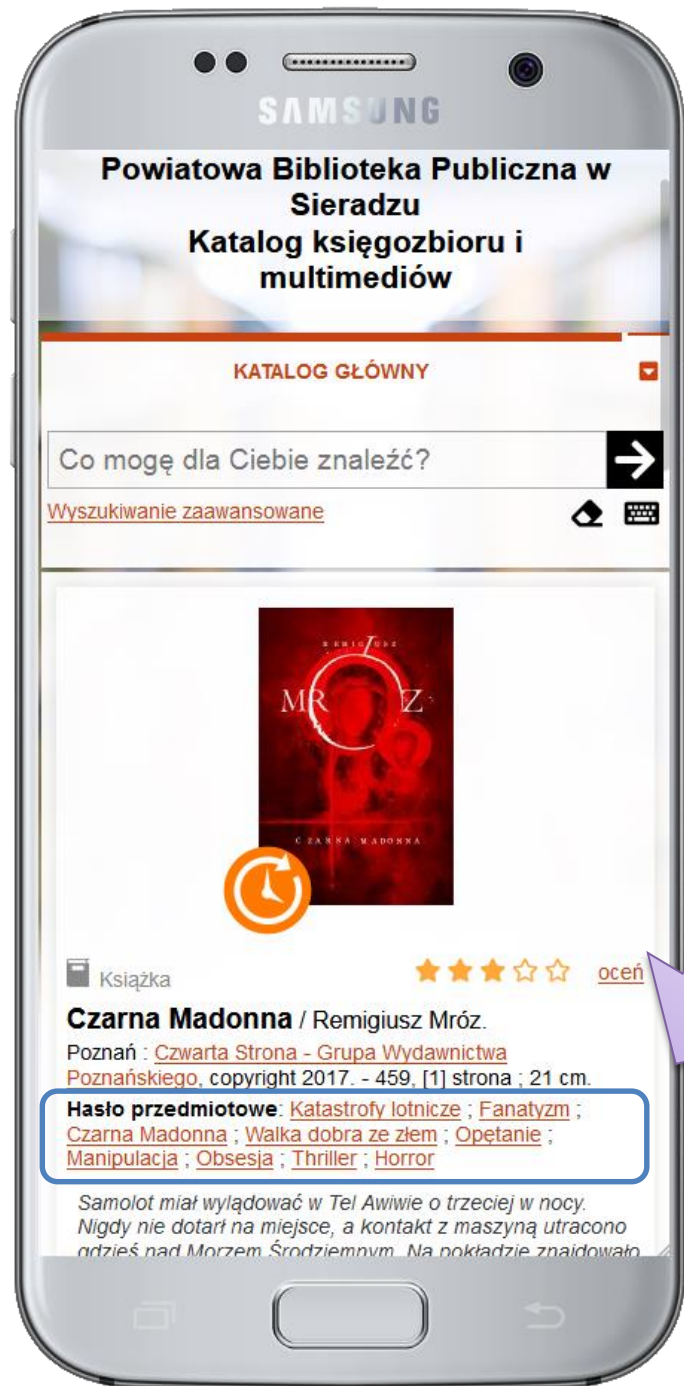 SAMSUNG
Powiatowa Biblioteka Publiczna w
Sieradzu
Katalog księgozbioru i
multimediów
KATALOG GŁÓWNY
Co mogę dla Ciebie znaleźć?
Wyszukiwanie zaawansowane
REMIGIUSZ
MRÓZ
CZARNA MADONNA
Książka
oceń
Czarna Madonna / Remigiusz Mróz.
Poznań : Czwarta Strona - Grupa Wydawnictwa
Poznańskiego, copyright 2017. - 459, [1] strona ; 21 cm.
Hasło przedmiotowe: Katastrofy lotnicze ; Fanatyzm ;
Czarna Madonna ; Walka dobra ze złem ; Opętanie ;
Manipulacja ; Obsesja ; Thriller ; Horror
Samolot miał wylądować w Tel Awiwie o trzeciej w nocy.
Nigdy nie dotarł na miejsce, a kontakt z maszyną utracono
gdzieś nad Morzem Śródziemnym. Na pokładzie znajdowało